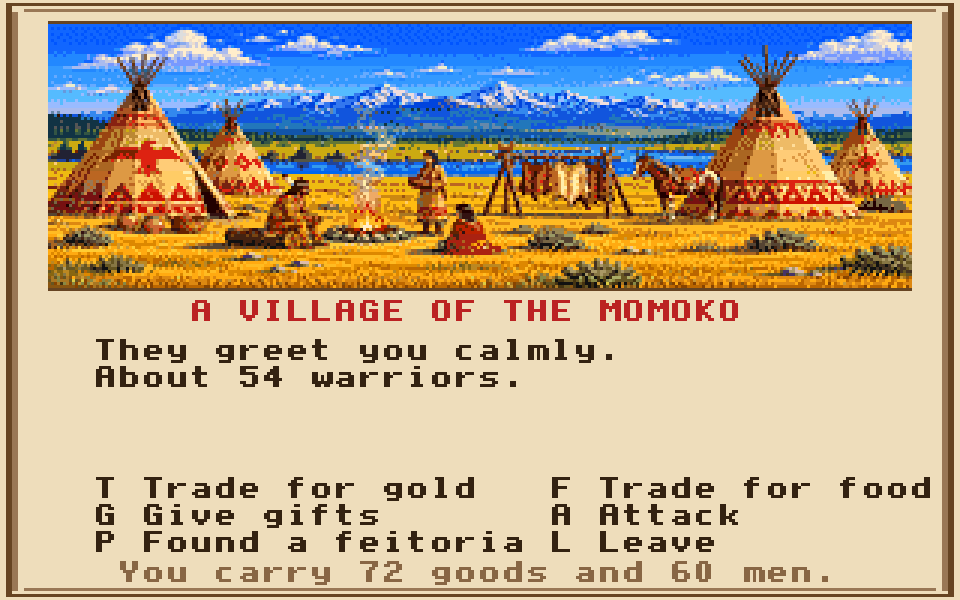 A VILLAGE OF THE MOMOKO
They greet you calmly.
About 54 warriors.
T Trade for gold F Trade for food
G Give gifts A Attack
P Found a feitoria L Leave
You carry 72 goods and 60 men.